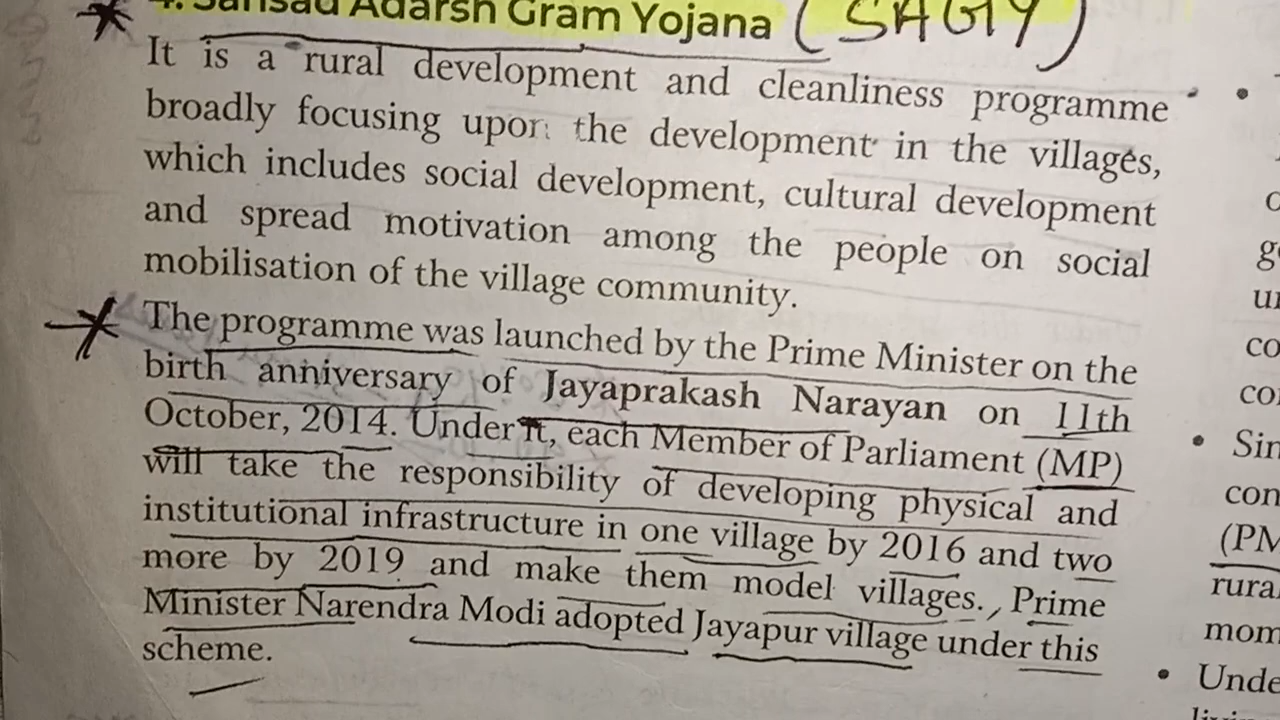 4. Sansad Adarsh Gram Yojana (SAGY)
It is a rural development and cleanliness programme
broadly focusing upon the development in the villages,
which includes social development, cultural development
and spread motivation among the people on social
mobilisation of the village community.
The programme was launched by the Prime Minister on the
birth anniversary of Jayaprakash Narayan on 11th
October, 2014. Under it, each Member of Parliament (MP)
will take the responsibility of developing physical and
institutional infrastructure in one village by 2016 and two
more by 2019 and make them model villages., Prime
Minister Narendra Modi adopted Jayapur village under this
scheme.
(PM
rura
mom
Unde